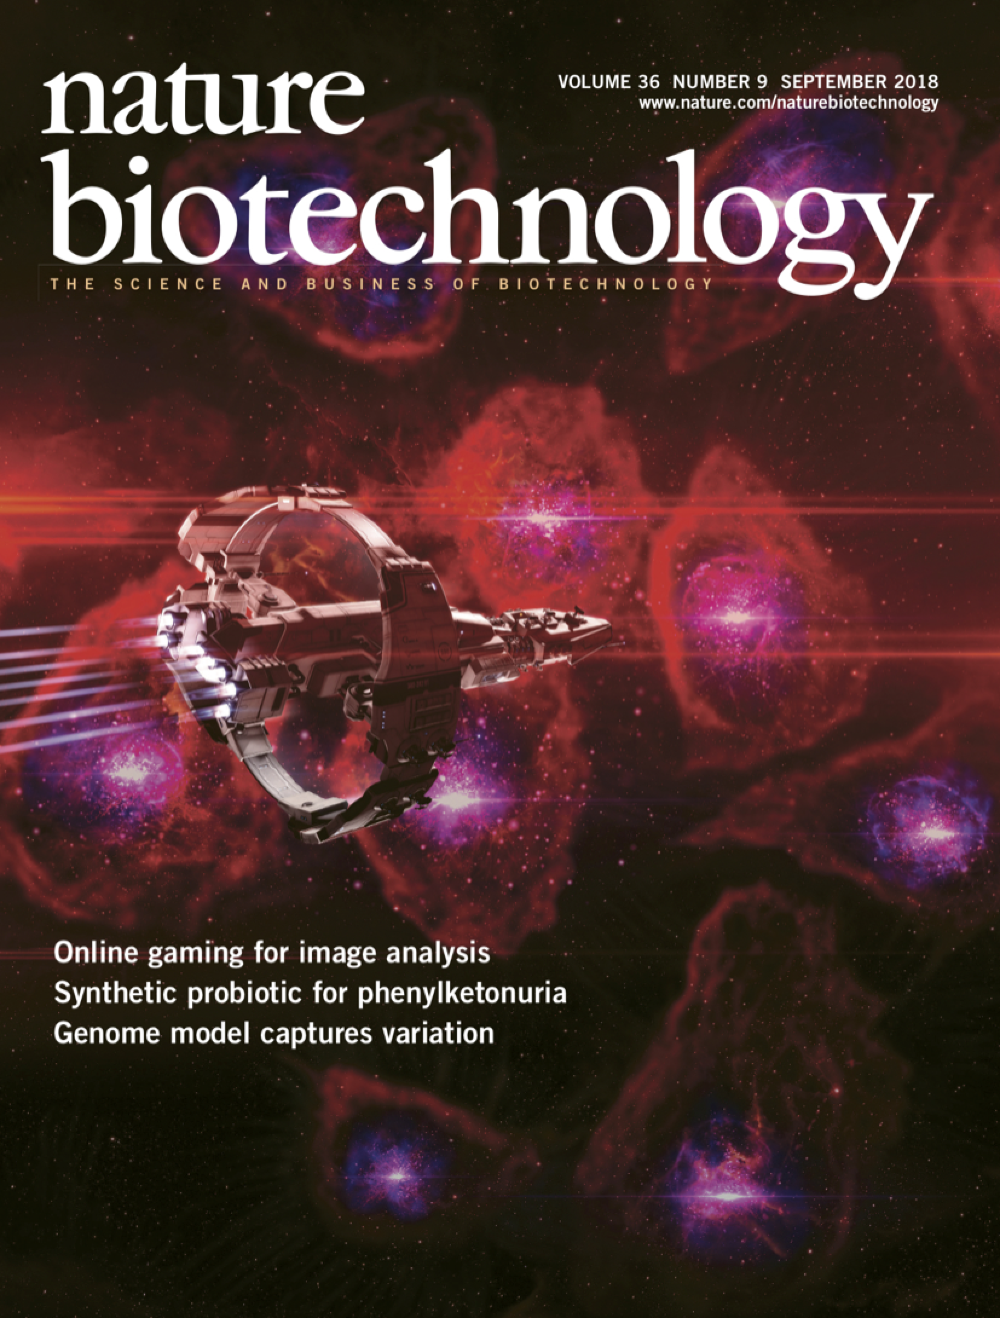 nature
biotechnology
VOLUME 36 NUMBER 9 SEPTEMBER 2018
www.nature.com/naturebiotechnology
THE SCIENCE AND BUSINESS OF BIOTECHNOLOGY
Online gaming for image analysis
Synthetic probiotic for phenylketonuria
Genome model captures variation